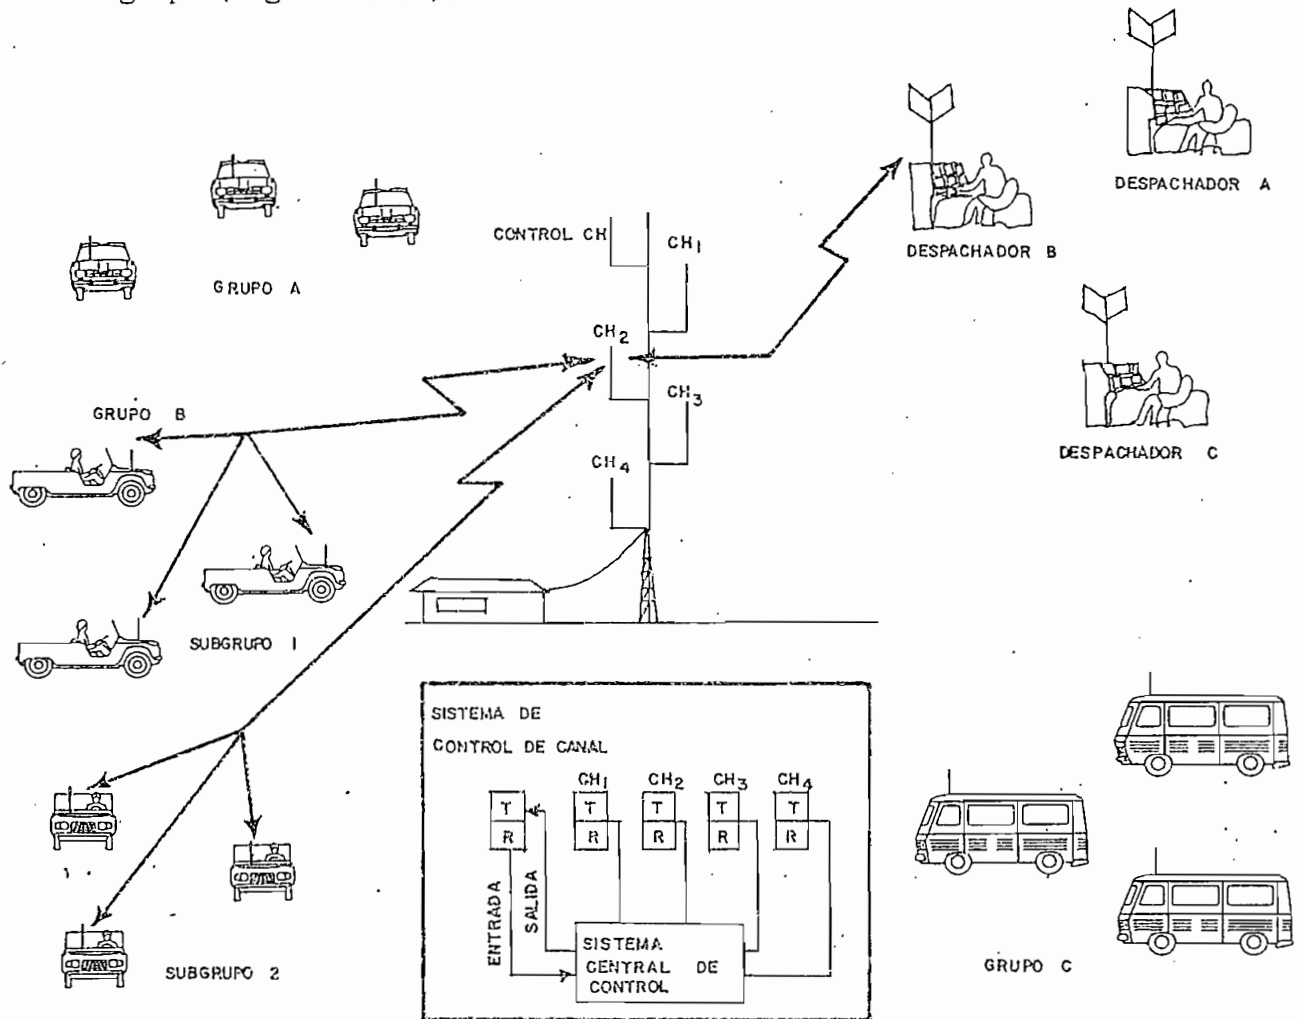 DESPACHADOR A
DESPACHADOR B
CONTROL CH
CH1
GRUPO A
CH2
CH3
GRUPO B
DESPACHADOR C
CH4
SUBGRUPO 1
SISTEMA DE
CONTROL DE CANAL
CH1 CH2 CH3 CH4
T T T T T
R R R R R
ENTRADA
SALIDA
SISTEMA
CENTRAL DE
CONTROL
SUBGRUPO 2
GRUPO C